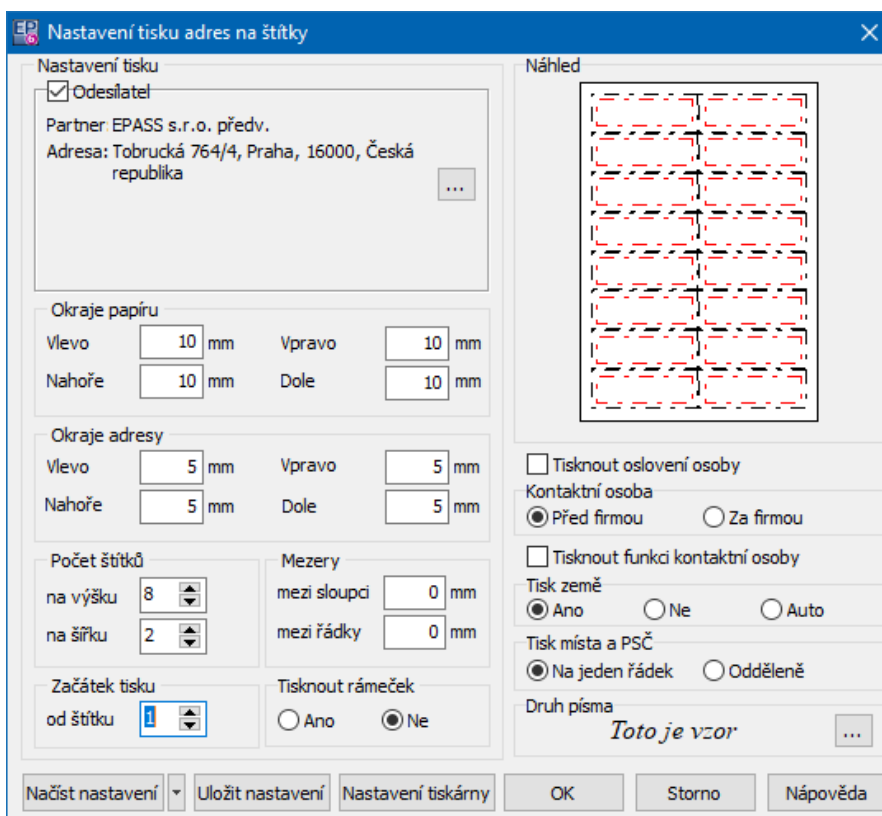 Nastavení tisku adres na štítky
Nastavení tisku
Odesílatel
Partner: EPASS s.r.o. předv.
Adresa: Tobrucká 764/4, Praha, 16000, Česká
republika
...
Okraje papíru
Vlevo 10 mm Vpravo 10 mm
Nahoře 10 mm Dole 10 mm
Okraje adresy
Vlevo 5 mm Vpravo 5 mm
Nahoře 5 mm Dole 5 mm
Počet štítků
na výšku 8
na šířku 2
Mezery
mezi sloupci 0 mm
mezi řádky 0 mm
Začátek tisku
od štítku 1
Tisknout rámeček
Ano Ne
Náhled
Tisknout oslovení osoby
Kontaktní osoba
Před firmou Za firmou
Tisknout funkci kontaktní osoby
Tisk země
Ano Ne Auto
Tisk místa a PSČ
Na jeden řádek Odděleně
Druh písma
Toto je vzor ...
Načíst nastavení Uložit nastavení Nastavení tiskárny OK Storno Nápověda